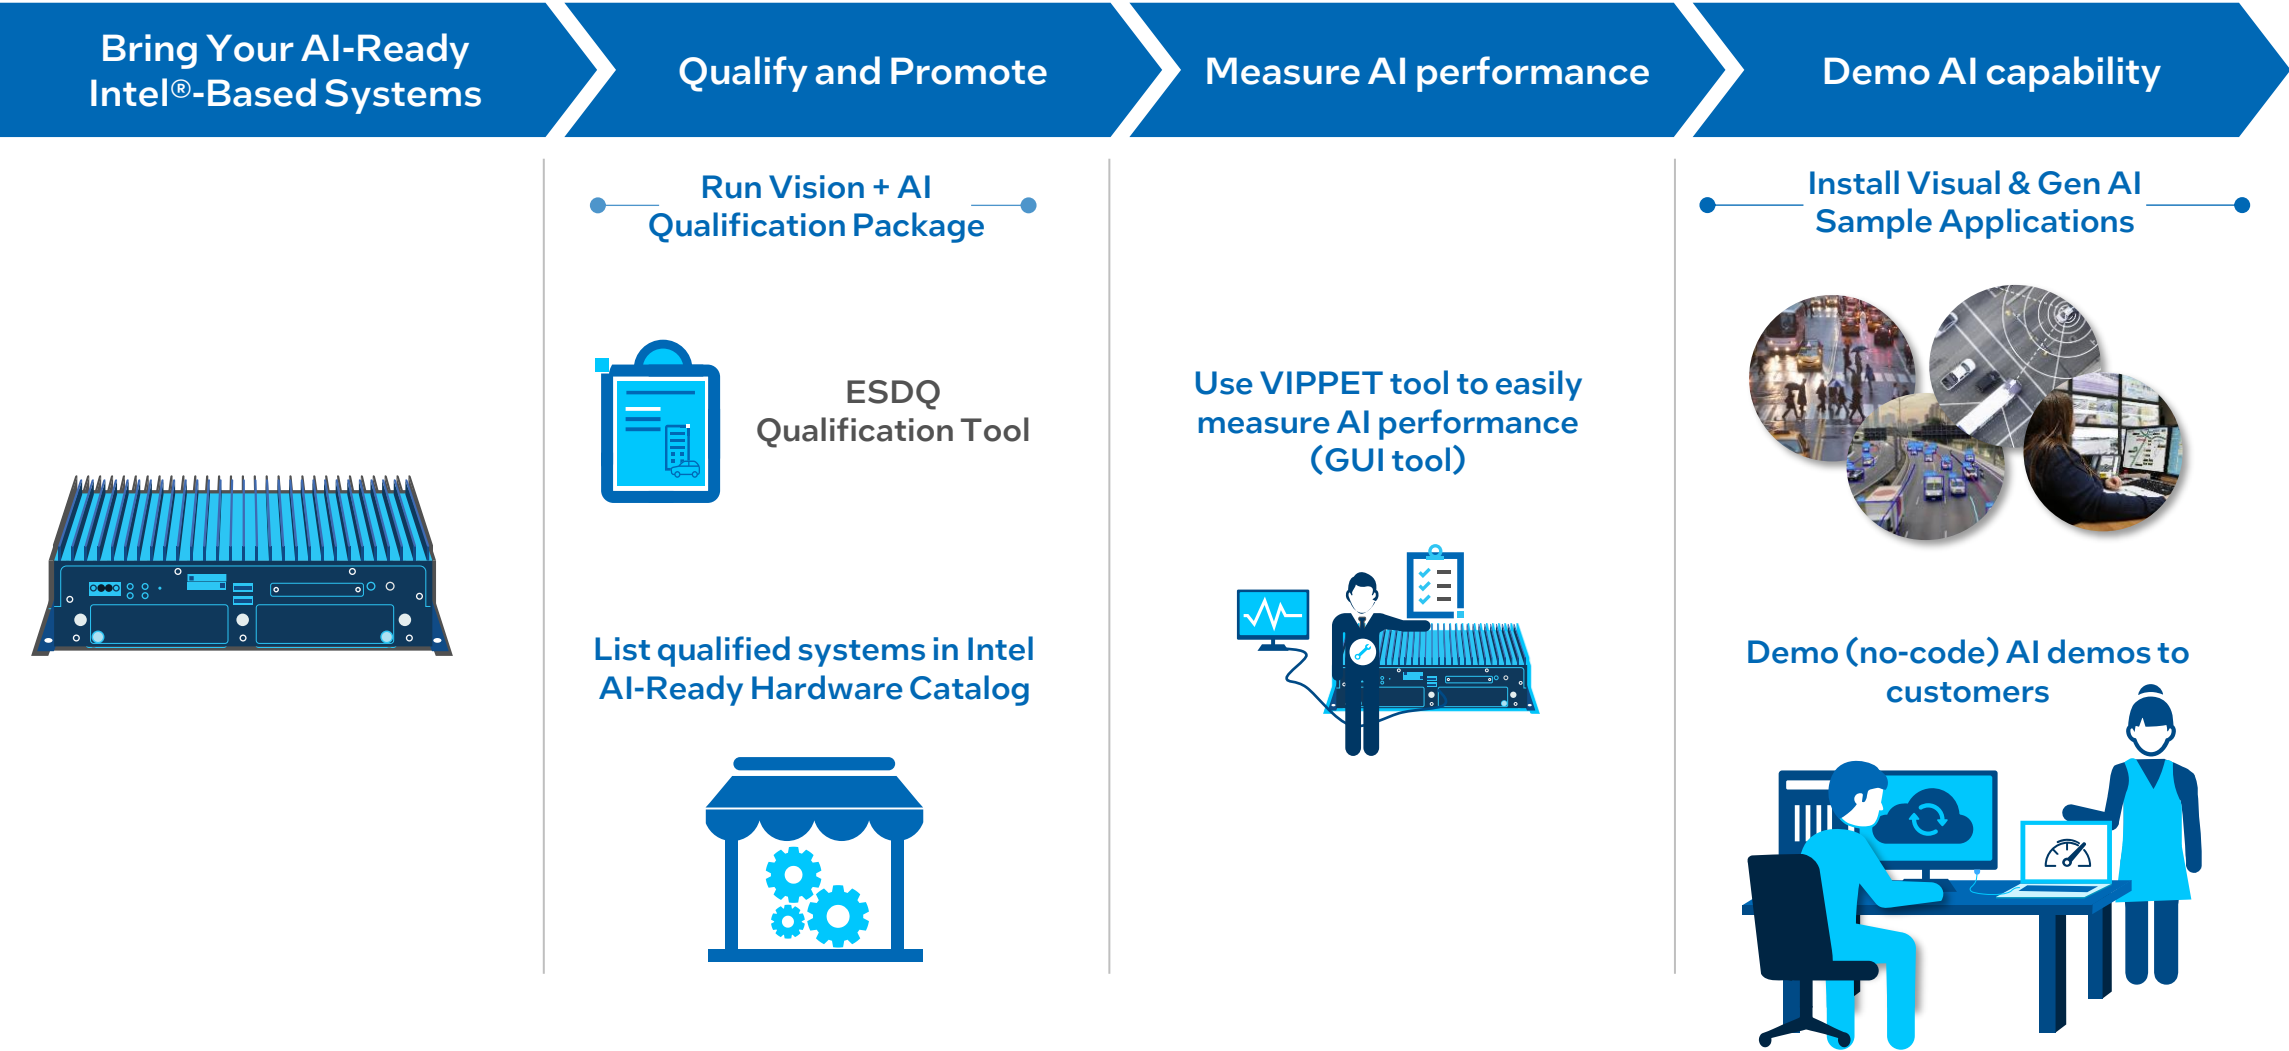 Bring Your AI-Ready
Intel®-Based Systems
Qualify and Promote
Measure AI performance
Demo AI capability
Run Vision + AI
Qualification Package
ESDQ
Qualification Tool
List qualified systems in Intel
AI-Ready Hardware Catalog
Use VIPPET tool to easily
measure AI performance
(GUI tool)
Install Visual & Gen AI
Sample Applications
Demo (no-code) AI demos to
customers